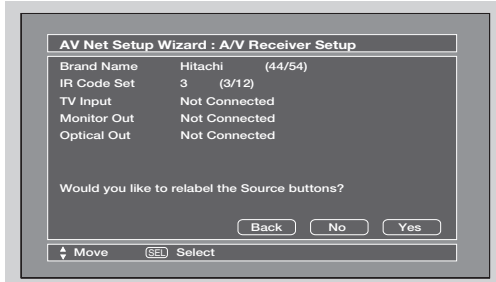 AV Net Setup Wizard : A/V Receiver Setup
Brand Name Hitachi (44/54)
IR Code Set 3 (3/12)
TV Input Not Connected
Monitor Out Not Connected
Optical Out Not Connected
Would you like to relabel the Source buttons?
Back No Yes
Move SEL Select